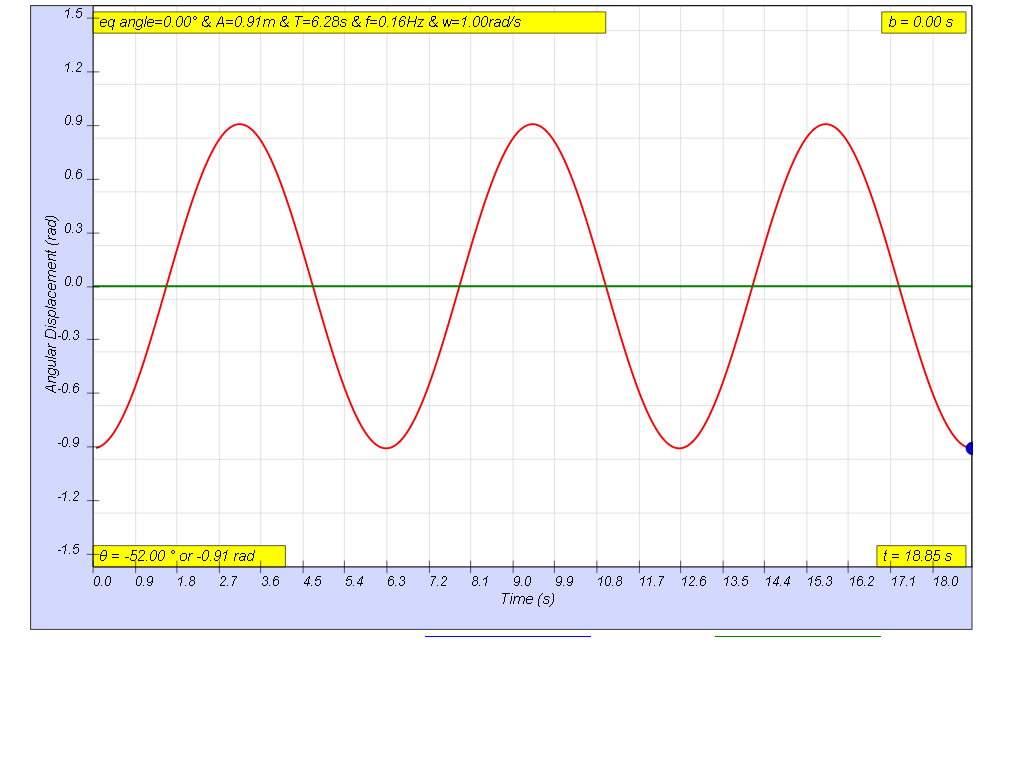 eq angle=0.00° & A=0.91m & T=6.28s & f=0.16Hz & w=1.00rad/s
b = 0.00 s
1.5
1.2
0.9
0.6
0.3
0.0
-0.3
-0.6
-0.9
-1.2
-1.5
Angular Displacement (rad)
θ = -52.00 ° or -0.91 rad
t = 18.85 s
0.0 0.9 1.8 2.7 3.6 4.5 5.4 6.3 7.2 8.1 9.0 9.9 10.8 11.7 12.6 13.5 14.4 15.3 16.2 17.1 18.0
Time (s)